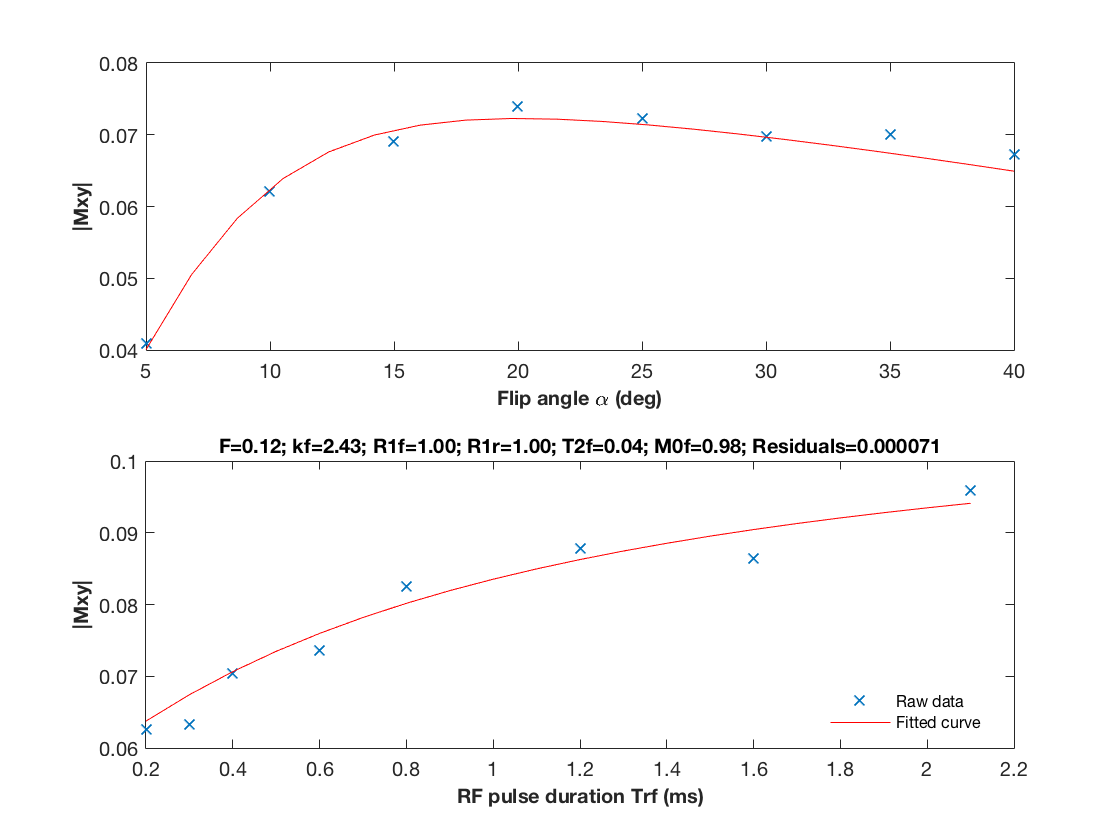 0.08
0.07
0.06
0.05
0.04
|Mxy|
5 10 15 20 25 30 35 40
Flip angle α (deg)
F=0.12; kf=2.43; R1f=1.00; R1r=1.00; T2f=0.04; M0f=0.98; Residuals=0.000071
0.1
0.09
0.08
0.07
0.06
|Mxy|
Raw data
Fitted curve
0.2 0.4 0.6 0.8 1 1.2 1.4 1.6 1.8 2 2.2
RF pulse duration Trf (ms)